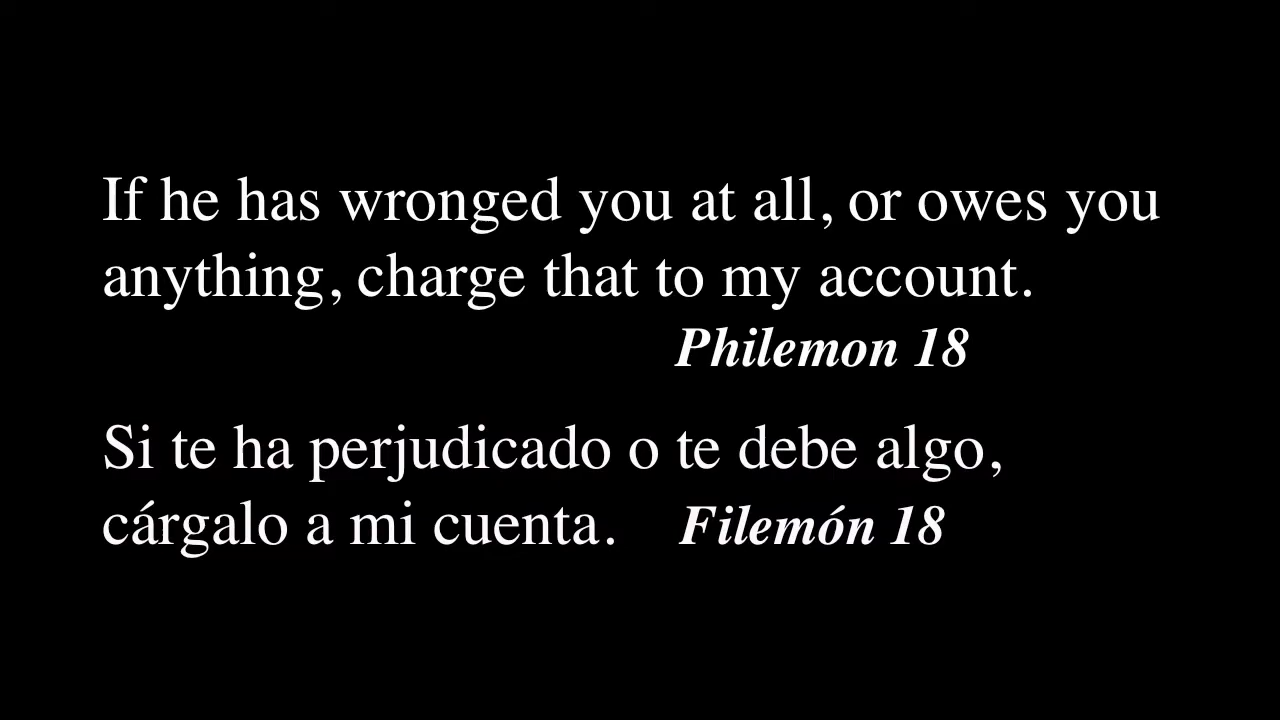 If he has wronged you at all, or owes you
anything, charge that to my account.
Philemon 18
Si te ha perjudicado o te debe algo,
cárgalo a mi cuenta. Filemón 18